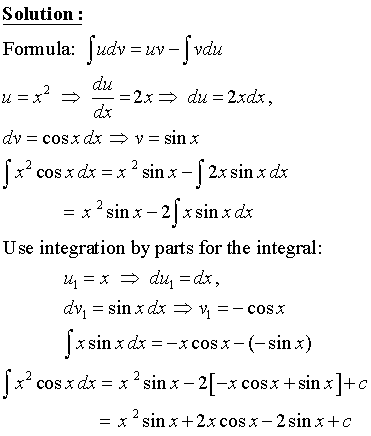 Solution :
Formula: ∫udv = uv − ∫vdu
u = x² ⇒ du/dx = 2x ⇒ du = 2xdx,
dv = cos x dx ⇒ v = sin x
∫x² cos x dx = x² sin x − ∫2x sin x dx
= x² sin x − 2∫x sin x dx
Use integration by parts for the integral:
u₁ = x ⇒ du₁ = dx,
dv₁ = sin x dx ⇒ v₁ = − cos x
∫x sin x dx = −x cos x − (− sin x)
∫x² cos x dx = x² sin x − 2[−x cos x + sin x] + c
= x² sin x + 2x cos x − 2 sin x + c